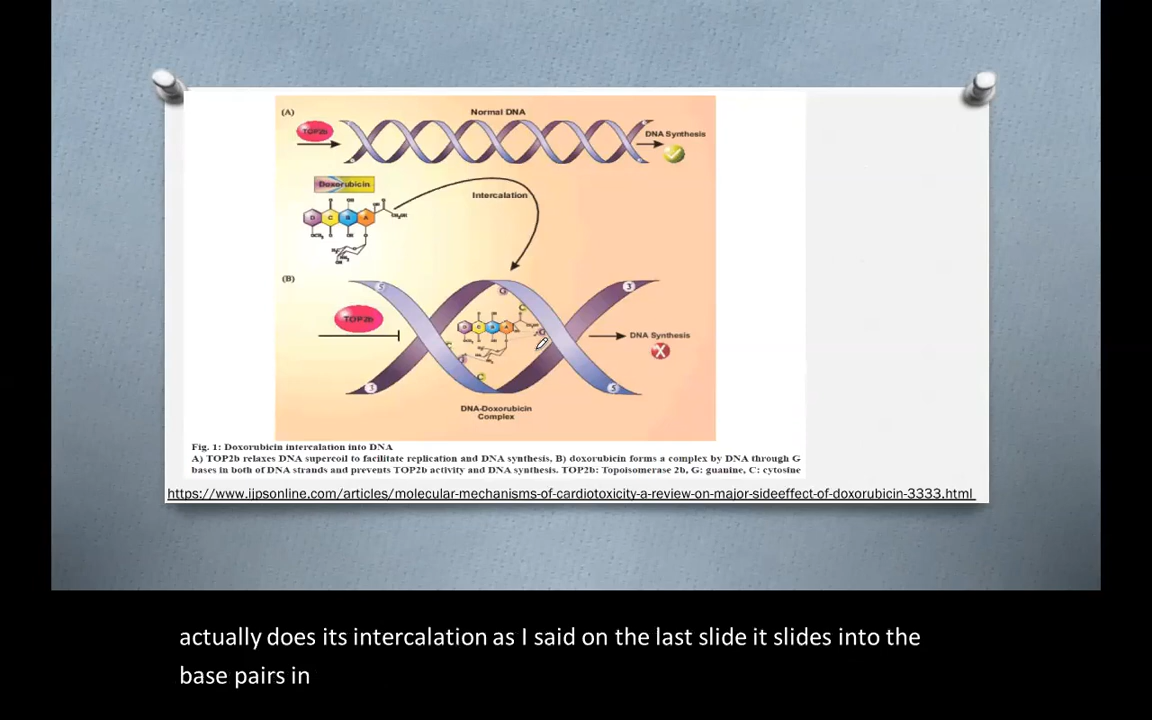 (A)
Normal DNA
TOP2b
DNA Synthesis
Doxorubicin
Intercalation
D C B A
(B)
5
3
G
C
TOP2b
D C B A
DNA Synthesis
C
3
5
DNA-Doxorubicin
Complex
Fig. 1: Doxorubicin intercalation into DNA
A) TOP2b relaxes DNA supercoil to facilitate replication and DNA synthesis, B) doxorubicin forms a complex by DNA through G
bases in both of DNA strands and prevents TOP2b activity and DNA synthesis. TOP2b: Topoisomerase 2b, G: guanine, C: cytosine
https://www.ijpsonline.com/articles/molecular-mechanisms-of-cardiotoxicity-a-review-on-major-sideeffect-of-doxorubicin-3333.html
actually does its intercalation as I said on the last slide it slides into the
base pairs in